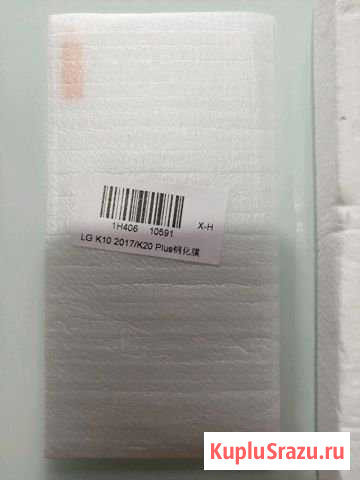 1H406 10591 X-H
LG K10 2017/K20 Plus钢化膜
KupluSrazu.ru